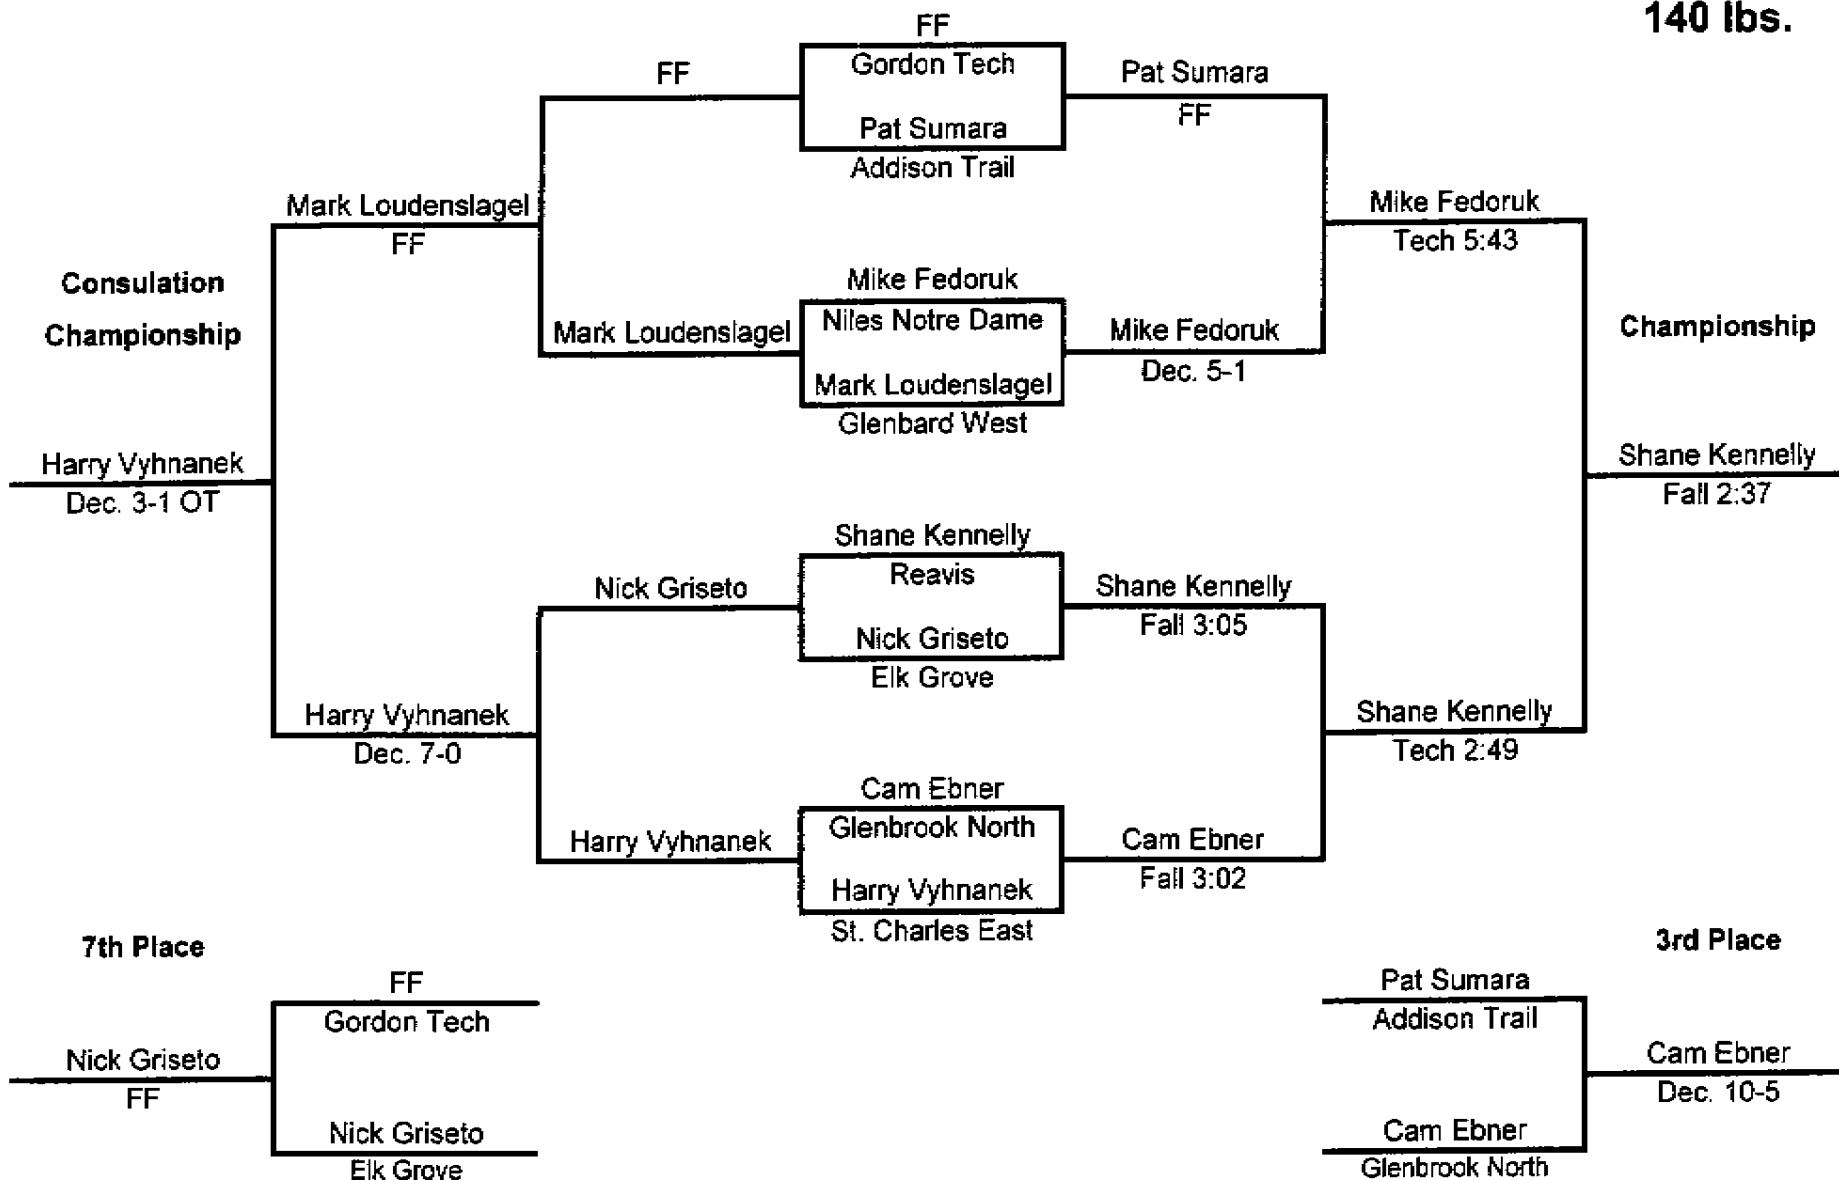 140 lbs.
FF
Gordon Tech
FF
Pat Sumara
FF
Pat Sumara
Addison Trail
Mark Loudenslagel
FF
Mike Fedoruk
Tech 5:43
Consulation
Championship
Mike Fedoruk
Niles Notre Dame
Mark Loudenslagel
Mike Fedoruk
Dec. 5-1
Championship
Mark Loudenslagel
Glenbard West
Harry Vyhnanek
Dec. 3-1 OT
Shane Kennelly
Fall 2:37
Shane Kennelly
Reavis
Nick Griseto
Shane Kennelly
Fall 3:05
Nick Griseto
Elk Grove
Harry Vyhnanek
Dec. 7-0
Shane Kennelly
Tech 2:49
Cam Ebner
Glenbrook North
Harry Vyhnanek
Cam Ebner
Fall 3:02
Harry Vyhnanek
St. Charles East
7th Place
3rd Place
FF
Gordon Tech
Pat Sumara
Addison Trail
Nick Griseto
FF
Cam Ebner
Dec. 10-5
Nick Griseto
Elk Grove
Cam Ebner
Glenbrook North